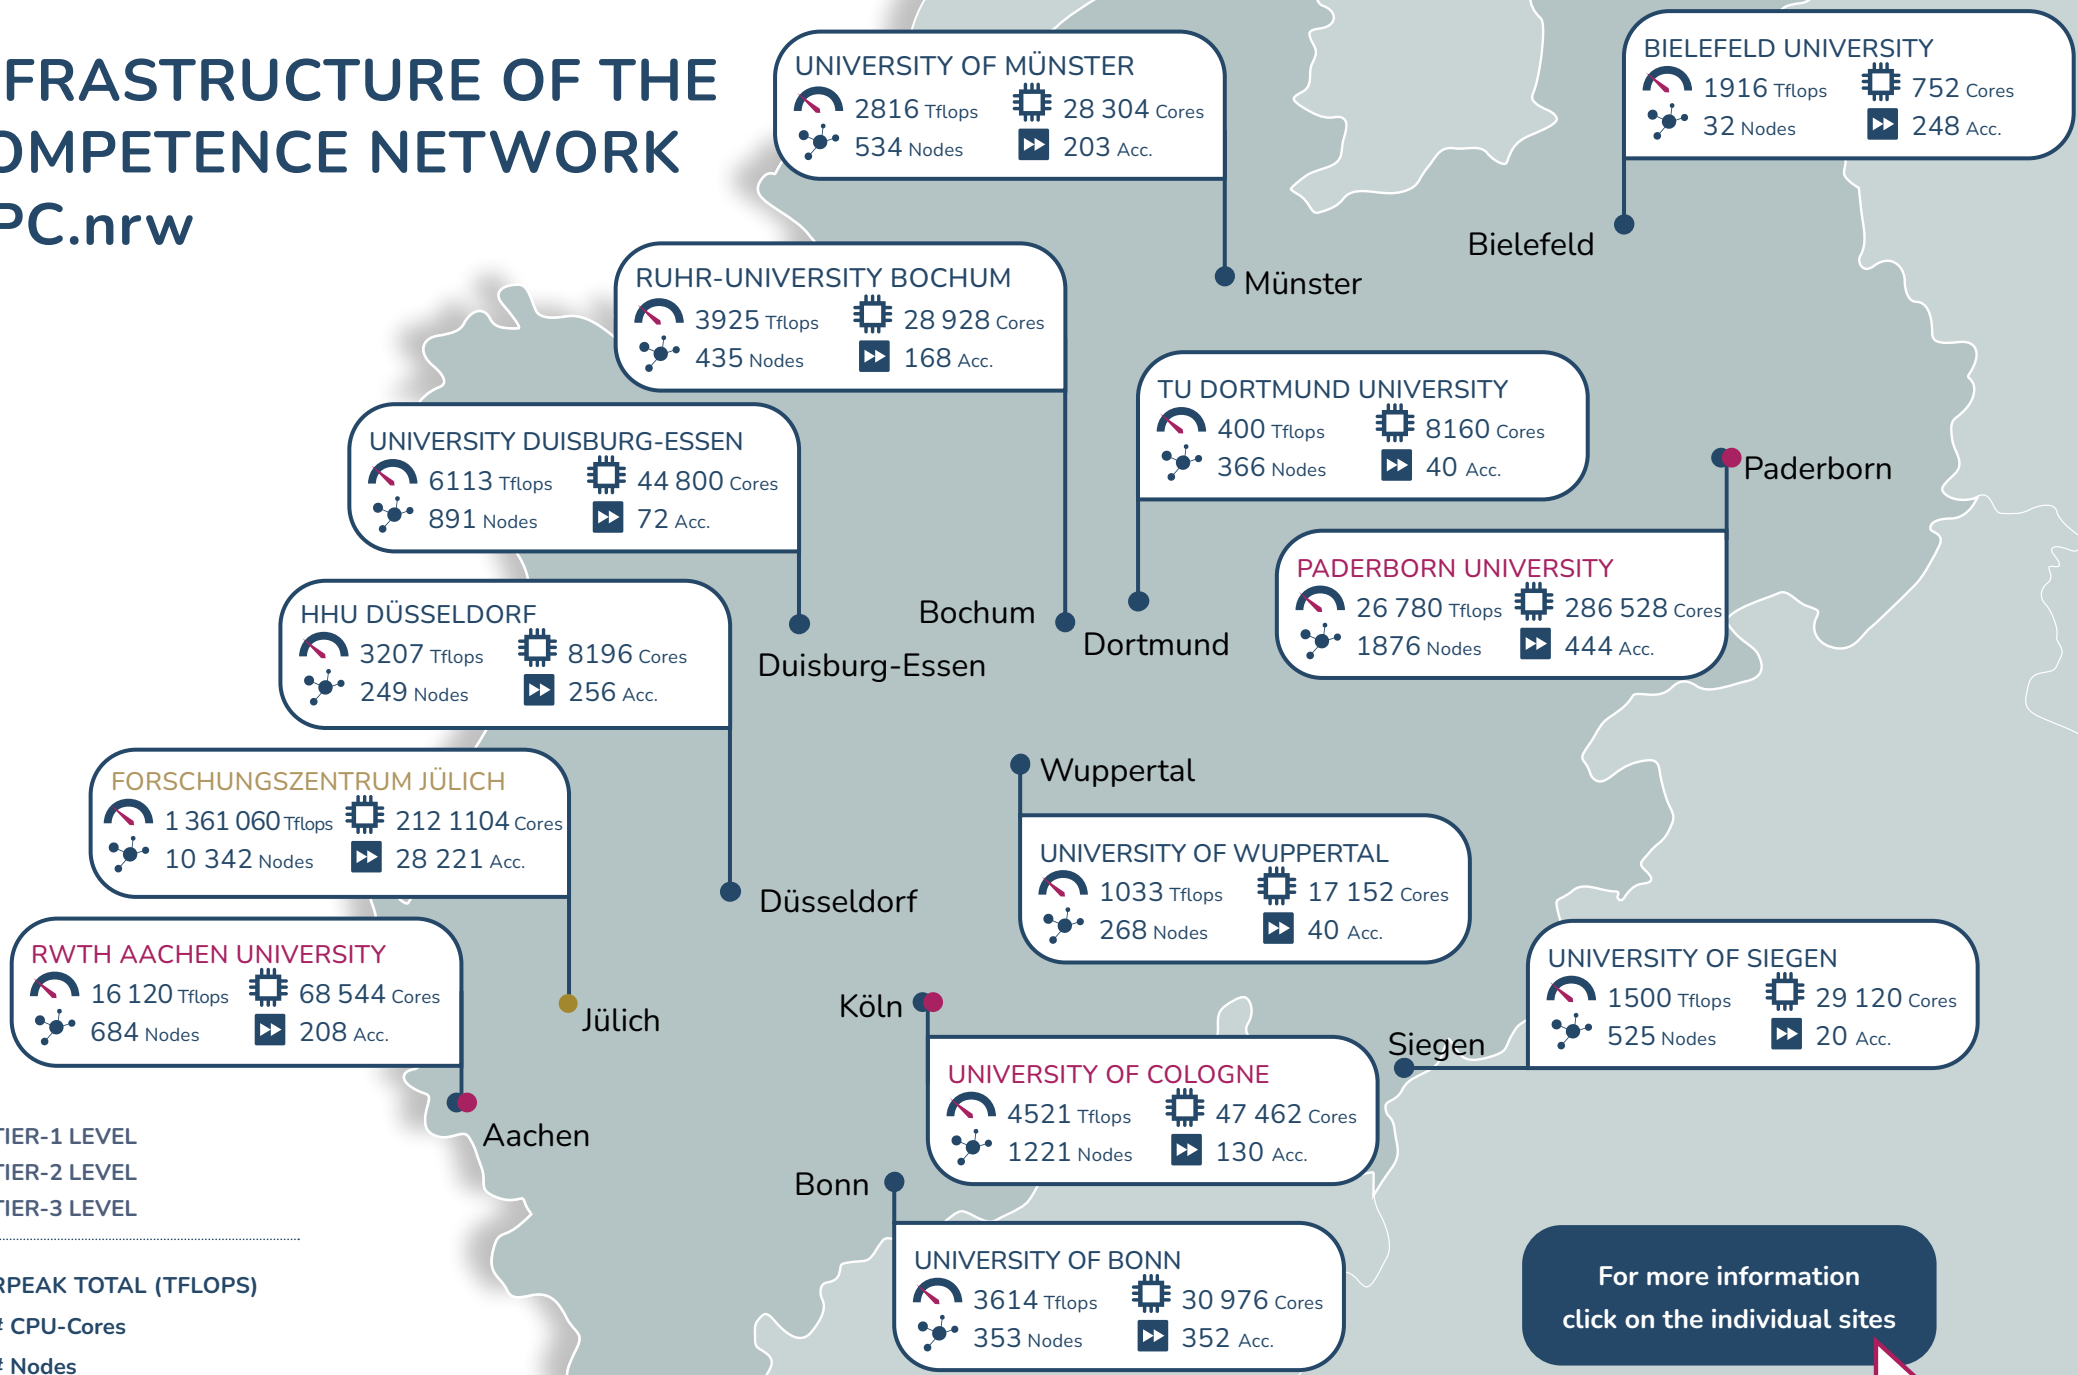 FRASTRUCTURE OF THE
OMPETENCE NETWORK
PC.nrw
UNIVERSITY OF MÜNSTER
2816 Tflops 28 304 Cores
534 Nodes 203 Acc.
BIELEFELD UNIVERSITY
1916 Tflops 752 Cores
32 Nodes 248 Acc.
Bielefeld
Münster
RUHR-UNIVERSITY BOCHUM
3925 Tflops 28 928 Cores
435 Nodes 168 Acc.
TU DORTMUND UNIVERSITY
400 Tflops 8160 Cores
366 Nodes 40 Acc.
UNIVERSITY DUISBURG-ESSEN
6113 Tflops 44 800 Cores
891 Nodes 72 Acc.
Paderborn
PADERBORN UNIVERSITY
26 780 Tflops 286 528 Cores
1876 Nodes 444 Acc.
HHU DÜSSELDORF
3207 Tflops 8196 Cores
249 Nodes 256 Acc.
Bochum
Dortmund
Duisburg-Essen
FORSCHUNGSZENTRUM JÜLICH
1 361 060 Tflops 212 1104 Cores
10 342 Nodes 28 221 Acc.
Wuppertal
UNIVERSITY OF WUPPERTAL
1033 Tflops 17 152 Cores
268 Nodes 40 Acc.
Düsseldorf
RWTH AACHEN UNIVERSITY
16 120 Tflops 68 544 Cores
684 Nodes 208 Acc.
Jülich
Köln
UNIVERSITY OF SIEGEN
1500 Tflops 29 120 Cores
525 Nodes 20 Acc.
Siegen
UNIVERSITY OF COLOGNE
4521 Tflops 47 462 Cores
1221 Nodes 130 Acc.
Aachen
Bonn
UNIVERSITY OF BONN
3614 Tflops 30 976 Cores
353 Nodes 352 Acc.
TIER-1 LEVEL
TIER-2 LEVEL
TIER-3 LEVEL
RPEAK TOTAL (TFLOPS)
# CPU-Cores
# Nodes
For more information
click on the individual sites